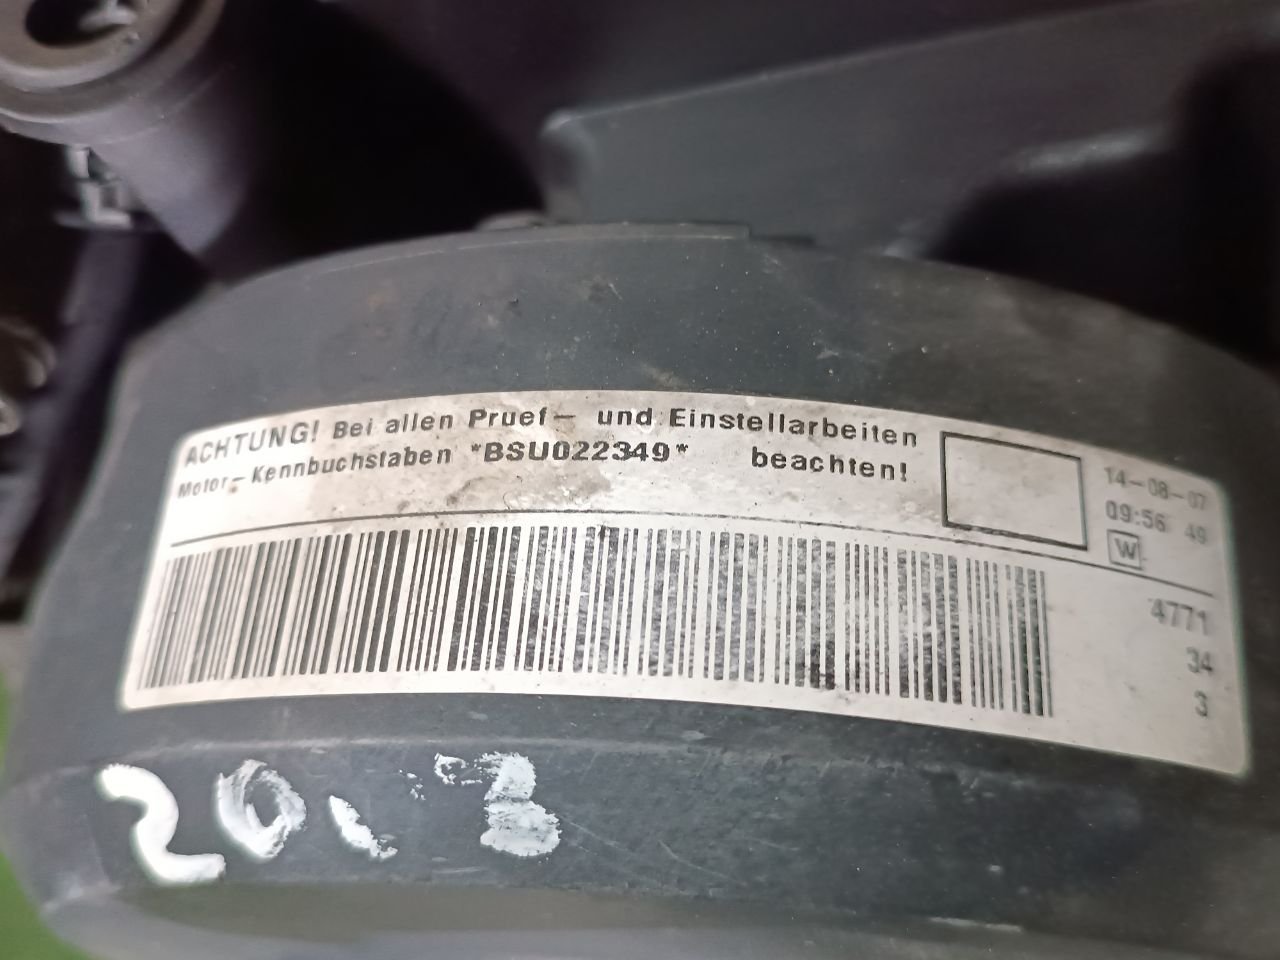 ACHTUNG! Bei allen Pruef- und Einstellarbeiten
Motor-Kennbuchstaben *BSU022349* beachten!
14-08-07
09:56 49
W
4771
34
3